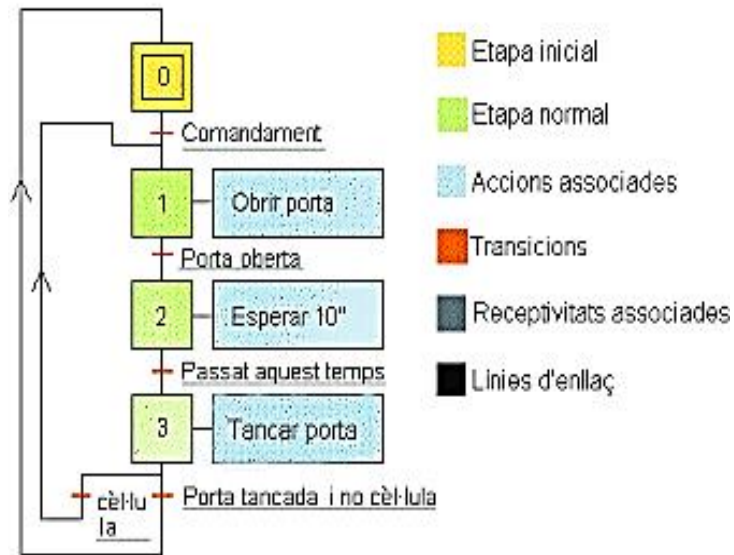 0
Comandament
1
Obrir porta
Porta oberta
2
Esperar 10"
Passat aquest temps
3
Tancar porta
cèl·lu
la
Porta tancada i no cèl·lula
Etapa inicial
Etapa normal
Accions associades
Transicions
Receptivitats associades
Línies d'enllaç